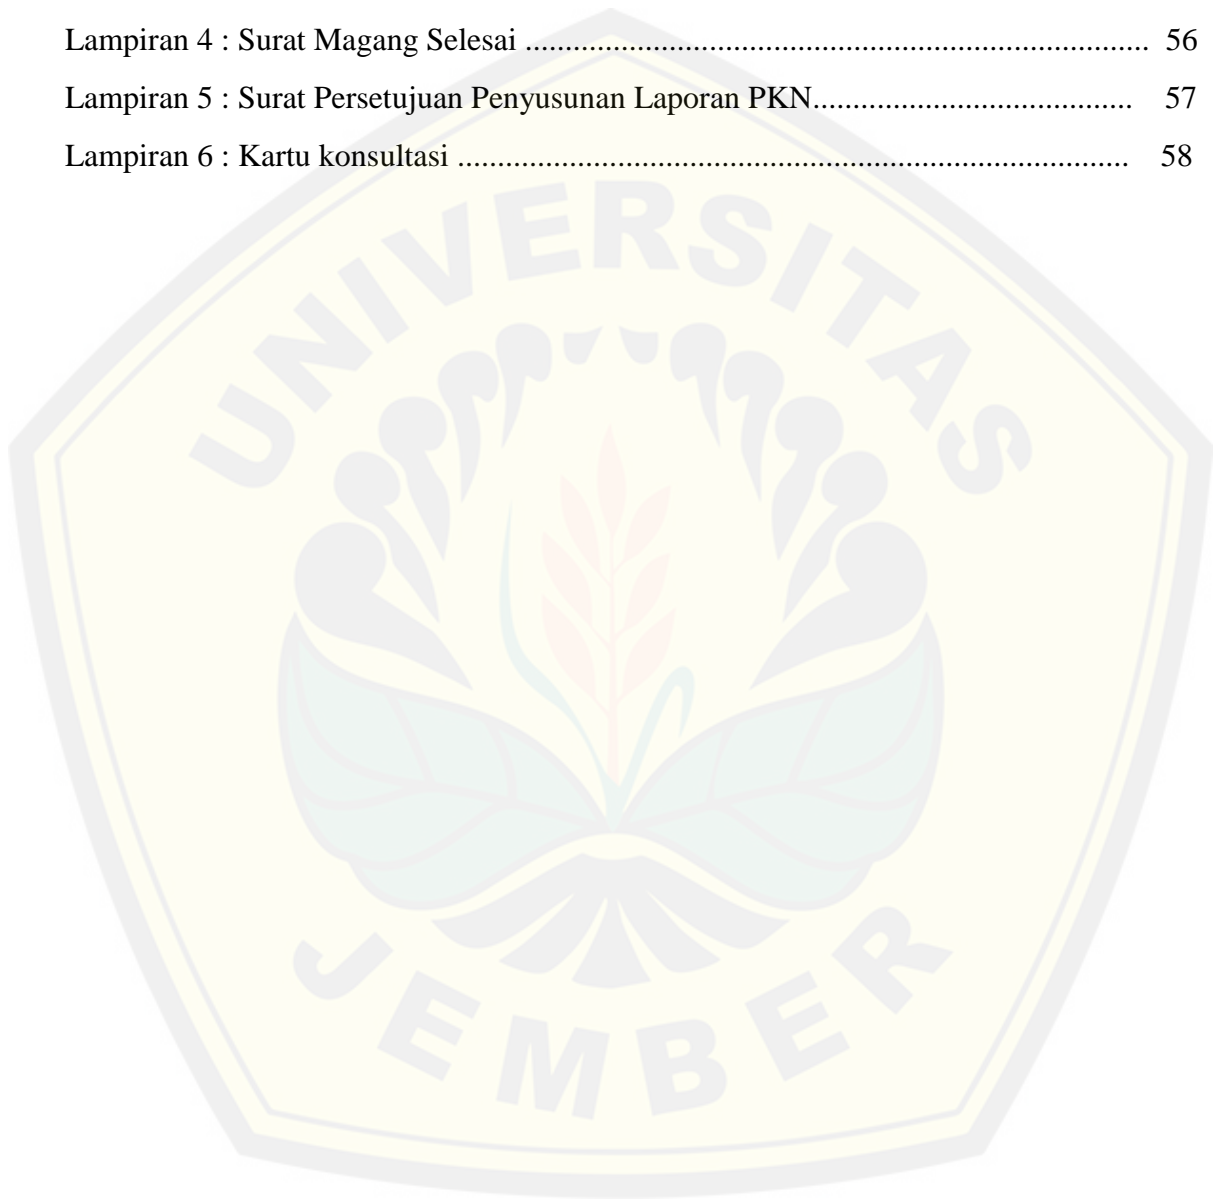 Lampiran 4 : Surat Magang Selesai .............................................................................. 56
Lampiran 5 : Surat Persetujuan Penyusunan Laporan PKN........................................ 57
Lampiran 6 : Kartu konsultasi .................................................................................... 58
UNIVERSITAS
JEMBER